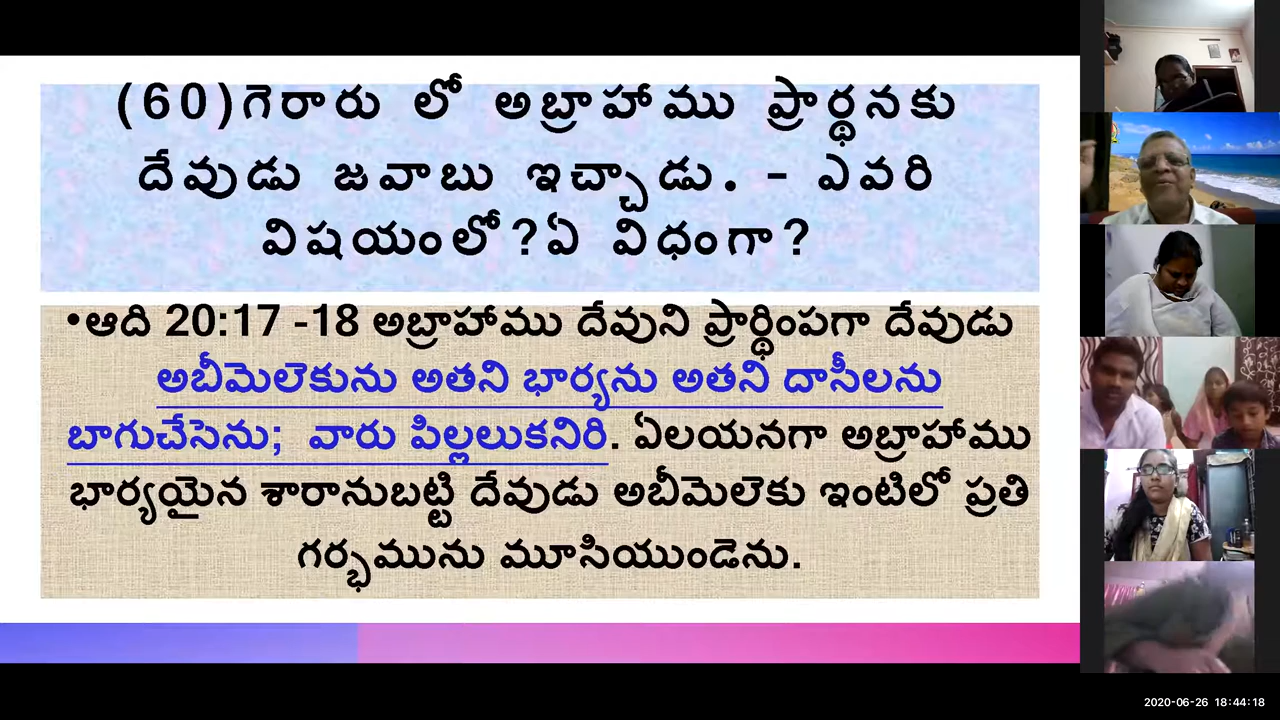 (60)గెరారు లో అబ్రాహాము ప్రార్థనకు
దేవుడు జవాబు ఇచ్చాడు. - ఎవరి
విషయంలో?ఏ విధంగా?
•ఆది 20:17 -18 అబ్రాహాము దేవుని ప్రార్థింపగా దేవుడు
అబీమెలెకును అతని భార్యను అతని దాసీలను
బాగుచేసెను; వారు పిల్లలుకనిరి. ఏలయనగా అబ్రాహాము
భార్యయైన శారానుబట్టి దేవుడు అబీమెలెకు ఇంటిలో ప్రతి
గర్భమును మూసియుండెను.
2020-06-26 18:44:18